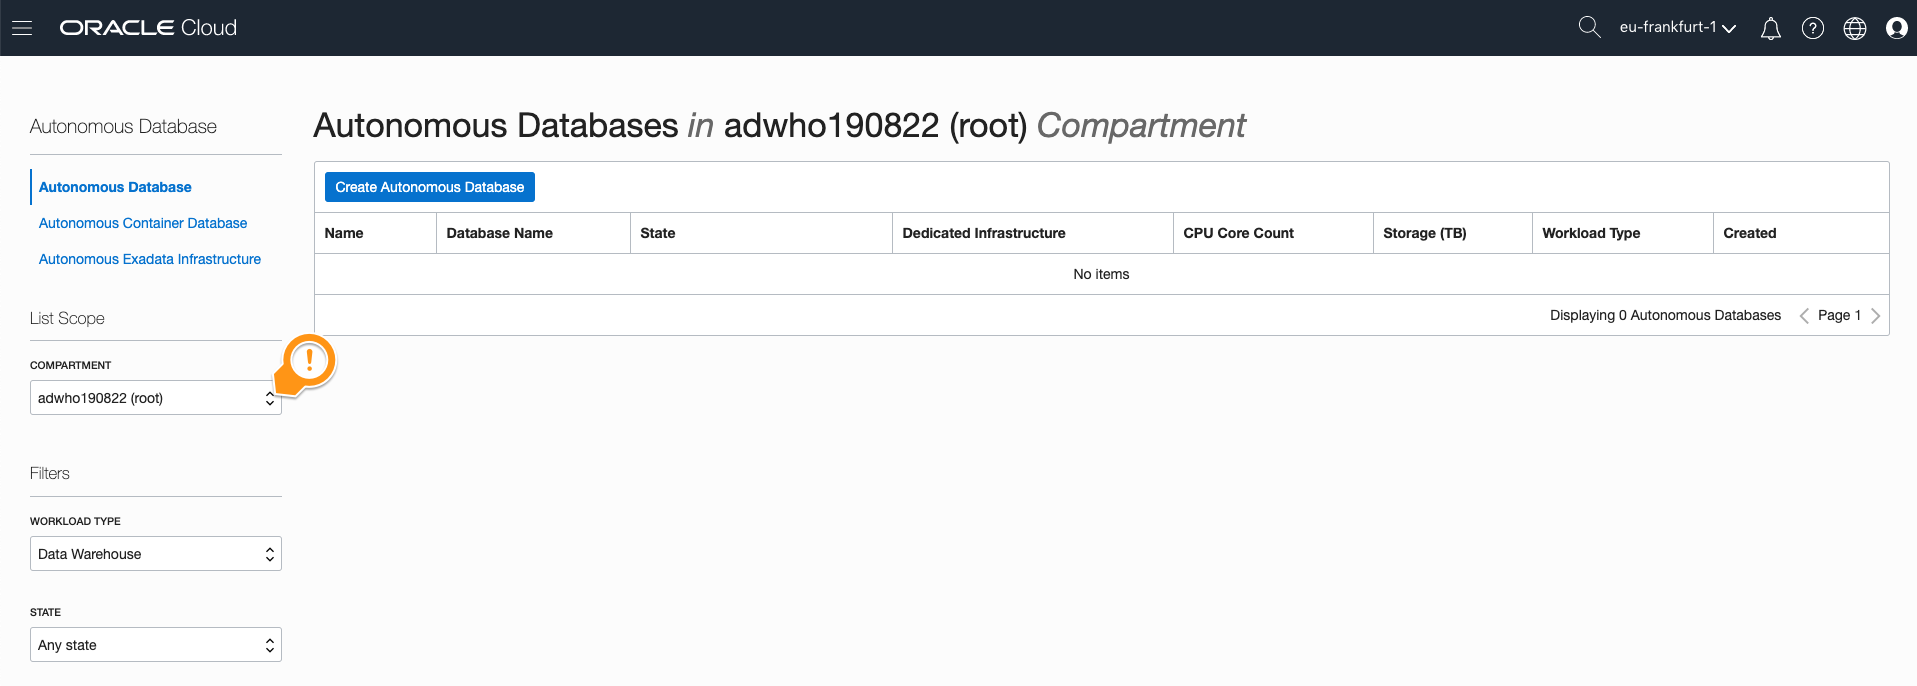 ORACLE Cloud
eu-frankfurt-1
Autonomous Database
Autonomous Database
Autonomous Container Database
Autonomous Exadata Infrastructure
List Scope
COMPARTMENT
adwho190822 (root)
Filters
WORKLOAD TYPE
Data Warehouse
STATE
Any state
Autonomous Databases in adwho190822 (root) Compartment
Create Autonomous Database
Name Database Name State Dedicated Infrastructure CPU Core Count Storage (TB) Workload Type Created
No items
Displaying 0 Autonomous Databases Page 1